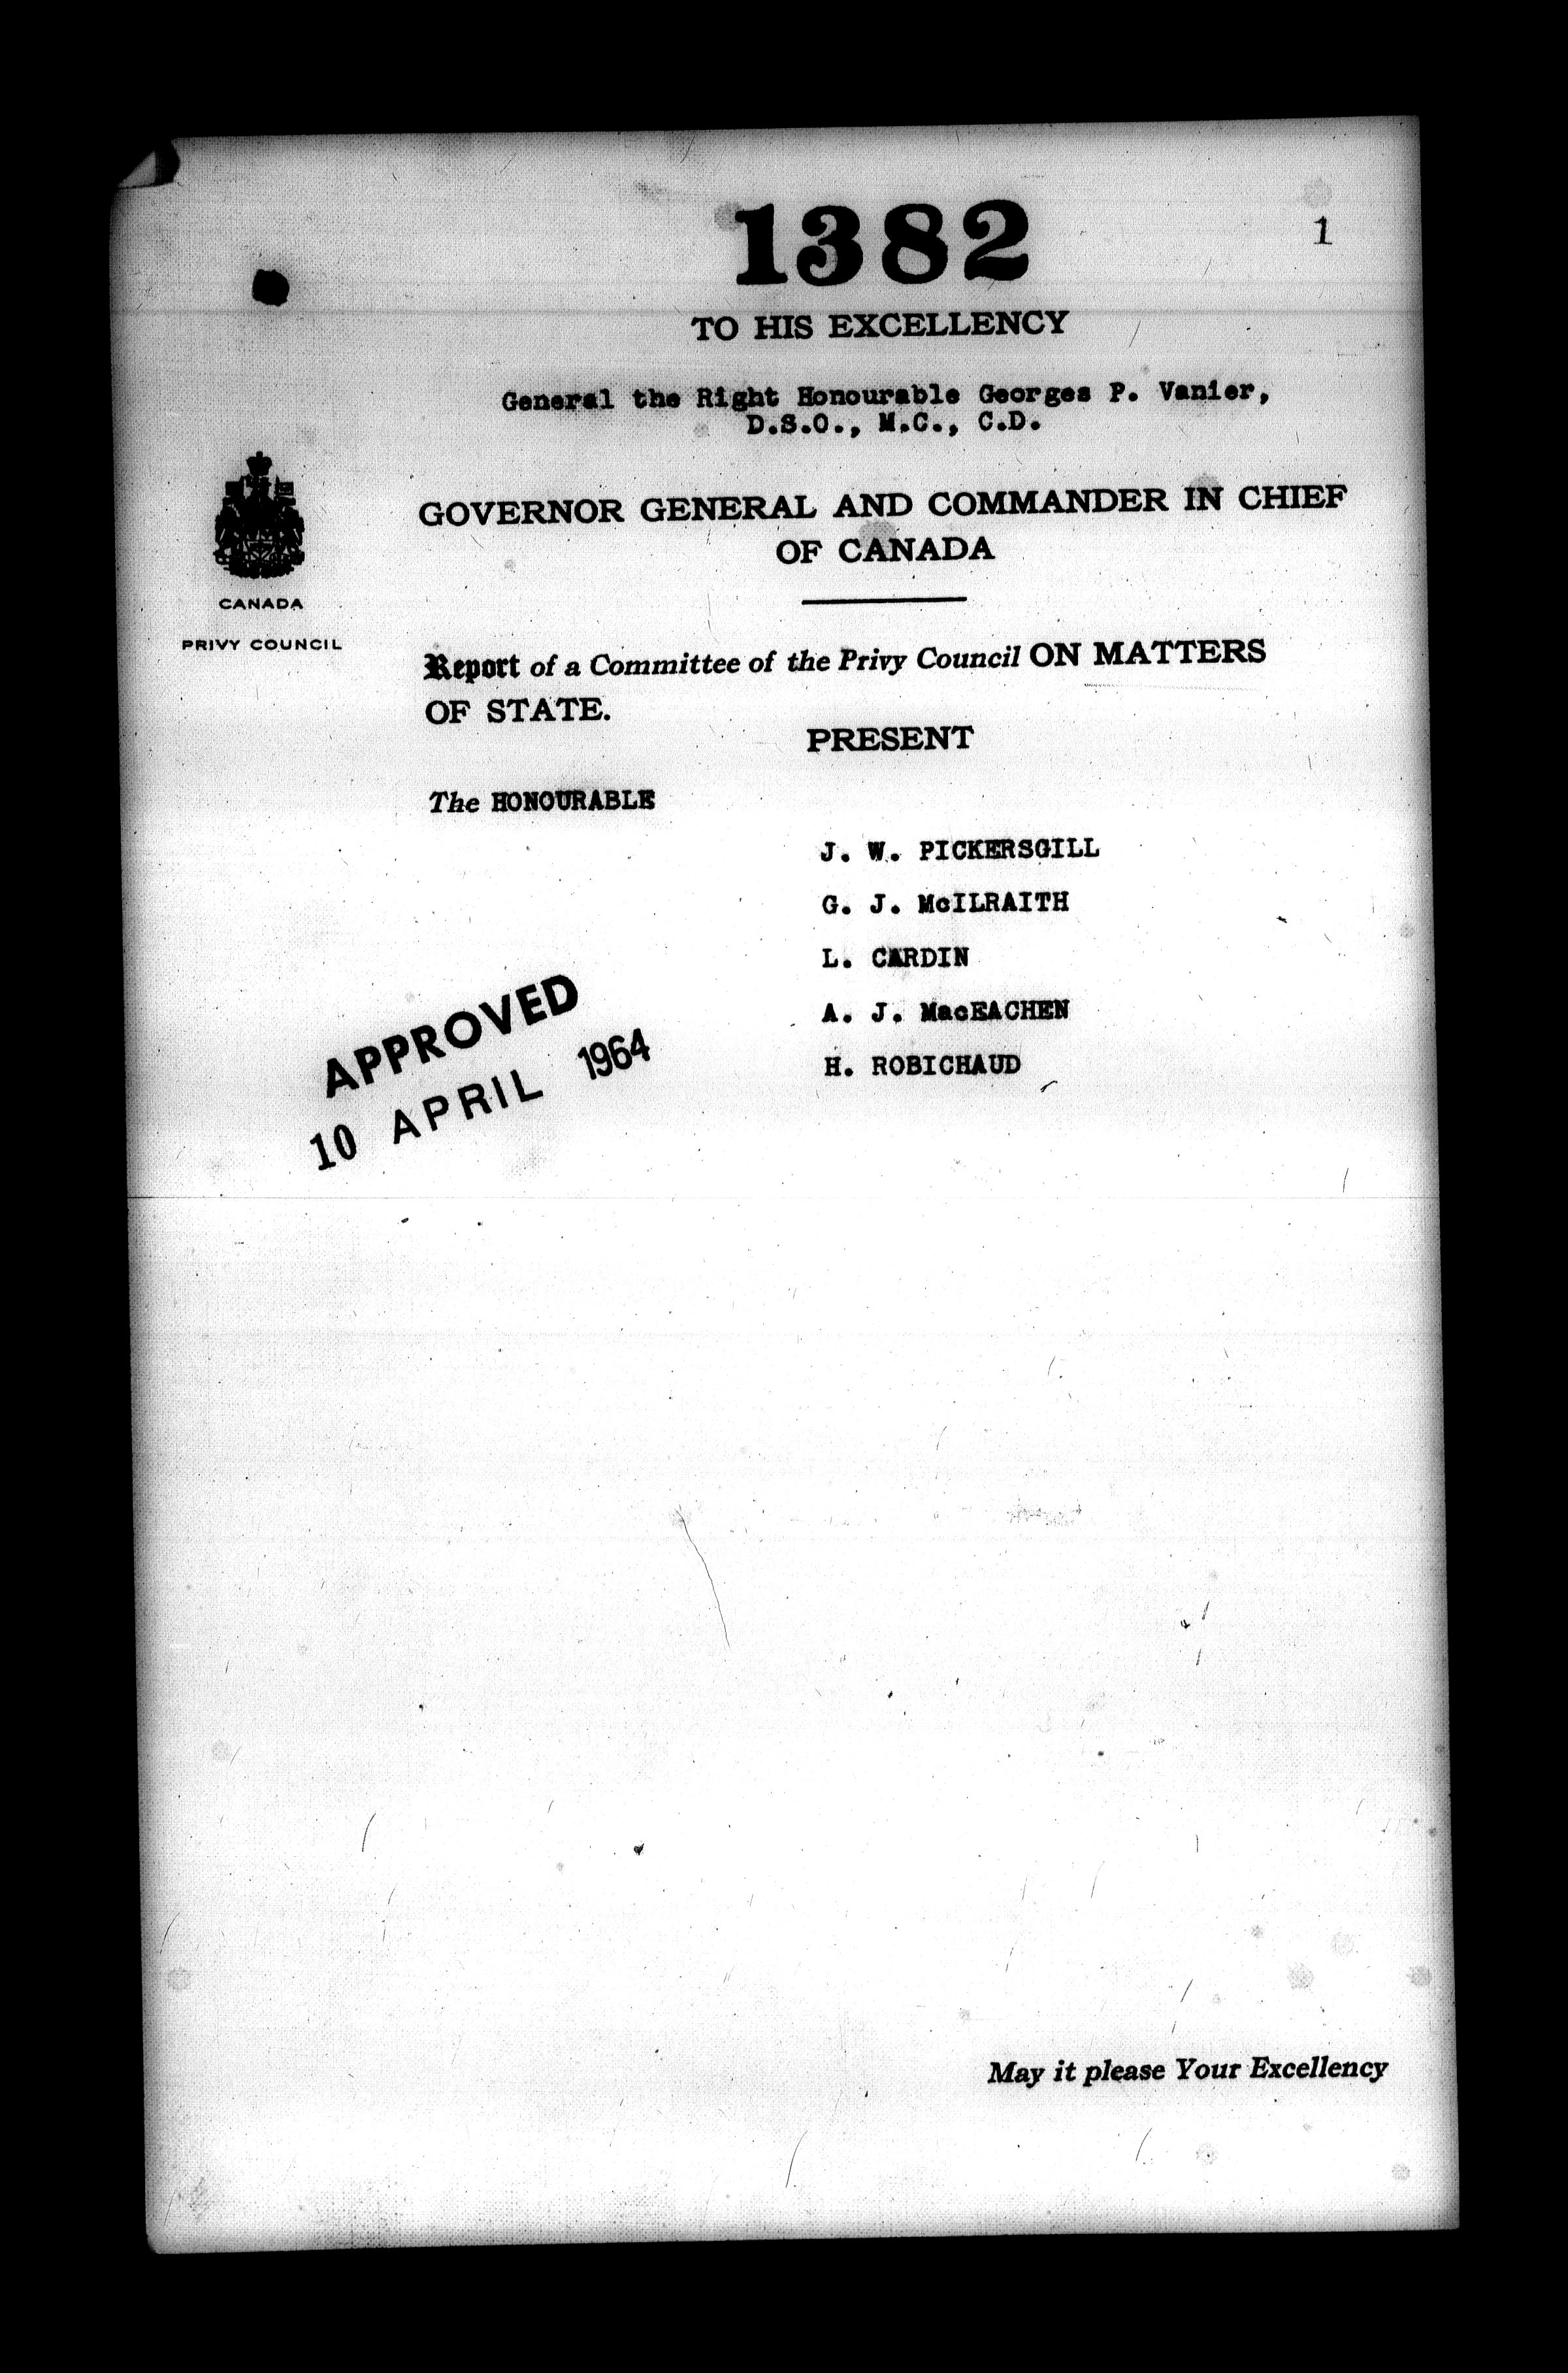 1382
1
TO HIS EXCELLENCY
General the Right Honourable Georges P. Vanier,
D.S.O., M.C., C.D.
GOVERNOR GENERAL AND COMMANDER IN CHIEF
OF CANADA
CANADA
PRIVY COUNCIL
Report of a Committee of the Privy Council ON MATTERS
OF STATE.
PRESENT
The HONOURABLE
J. W. PICKERSGILL
G. J. McILRAITH
L. CARDIN
A. J. MacEACHEN
H. ROBICHAUD
APPROVED
10 APRIL 1964
May it please Your Excellency